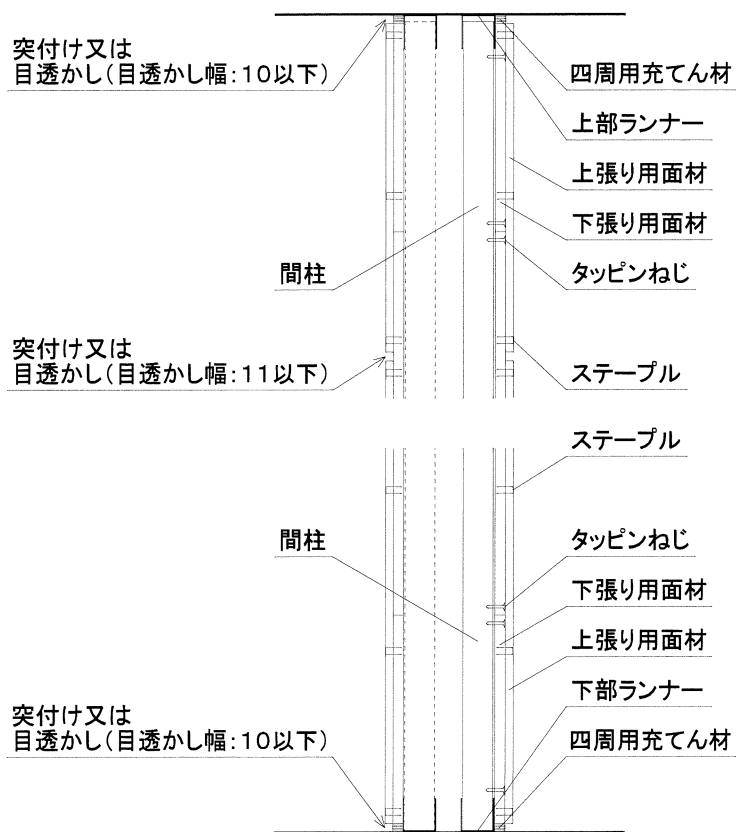 突付け又は
目透かし(目透かし幅:10以下)
四周用充てん材
上部ランナー
上張り用面材
下張り用面材
間柱
タッピンねじ
突付け又は
目透かし(目透かし幅:11以下)
ステープル
ステープル
間柱
タッピンねじ
下張り用面材
上張り用面材
下部ランナー
突付け又は
目透かし(目透かし幅:10以下)
四周用充てん材